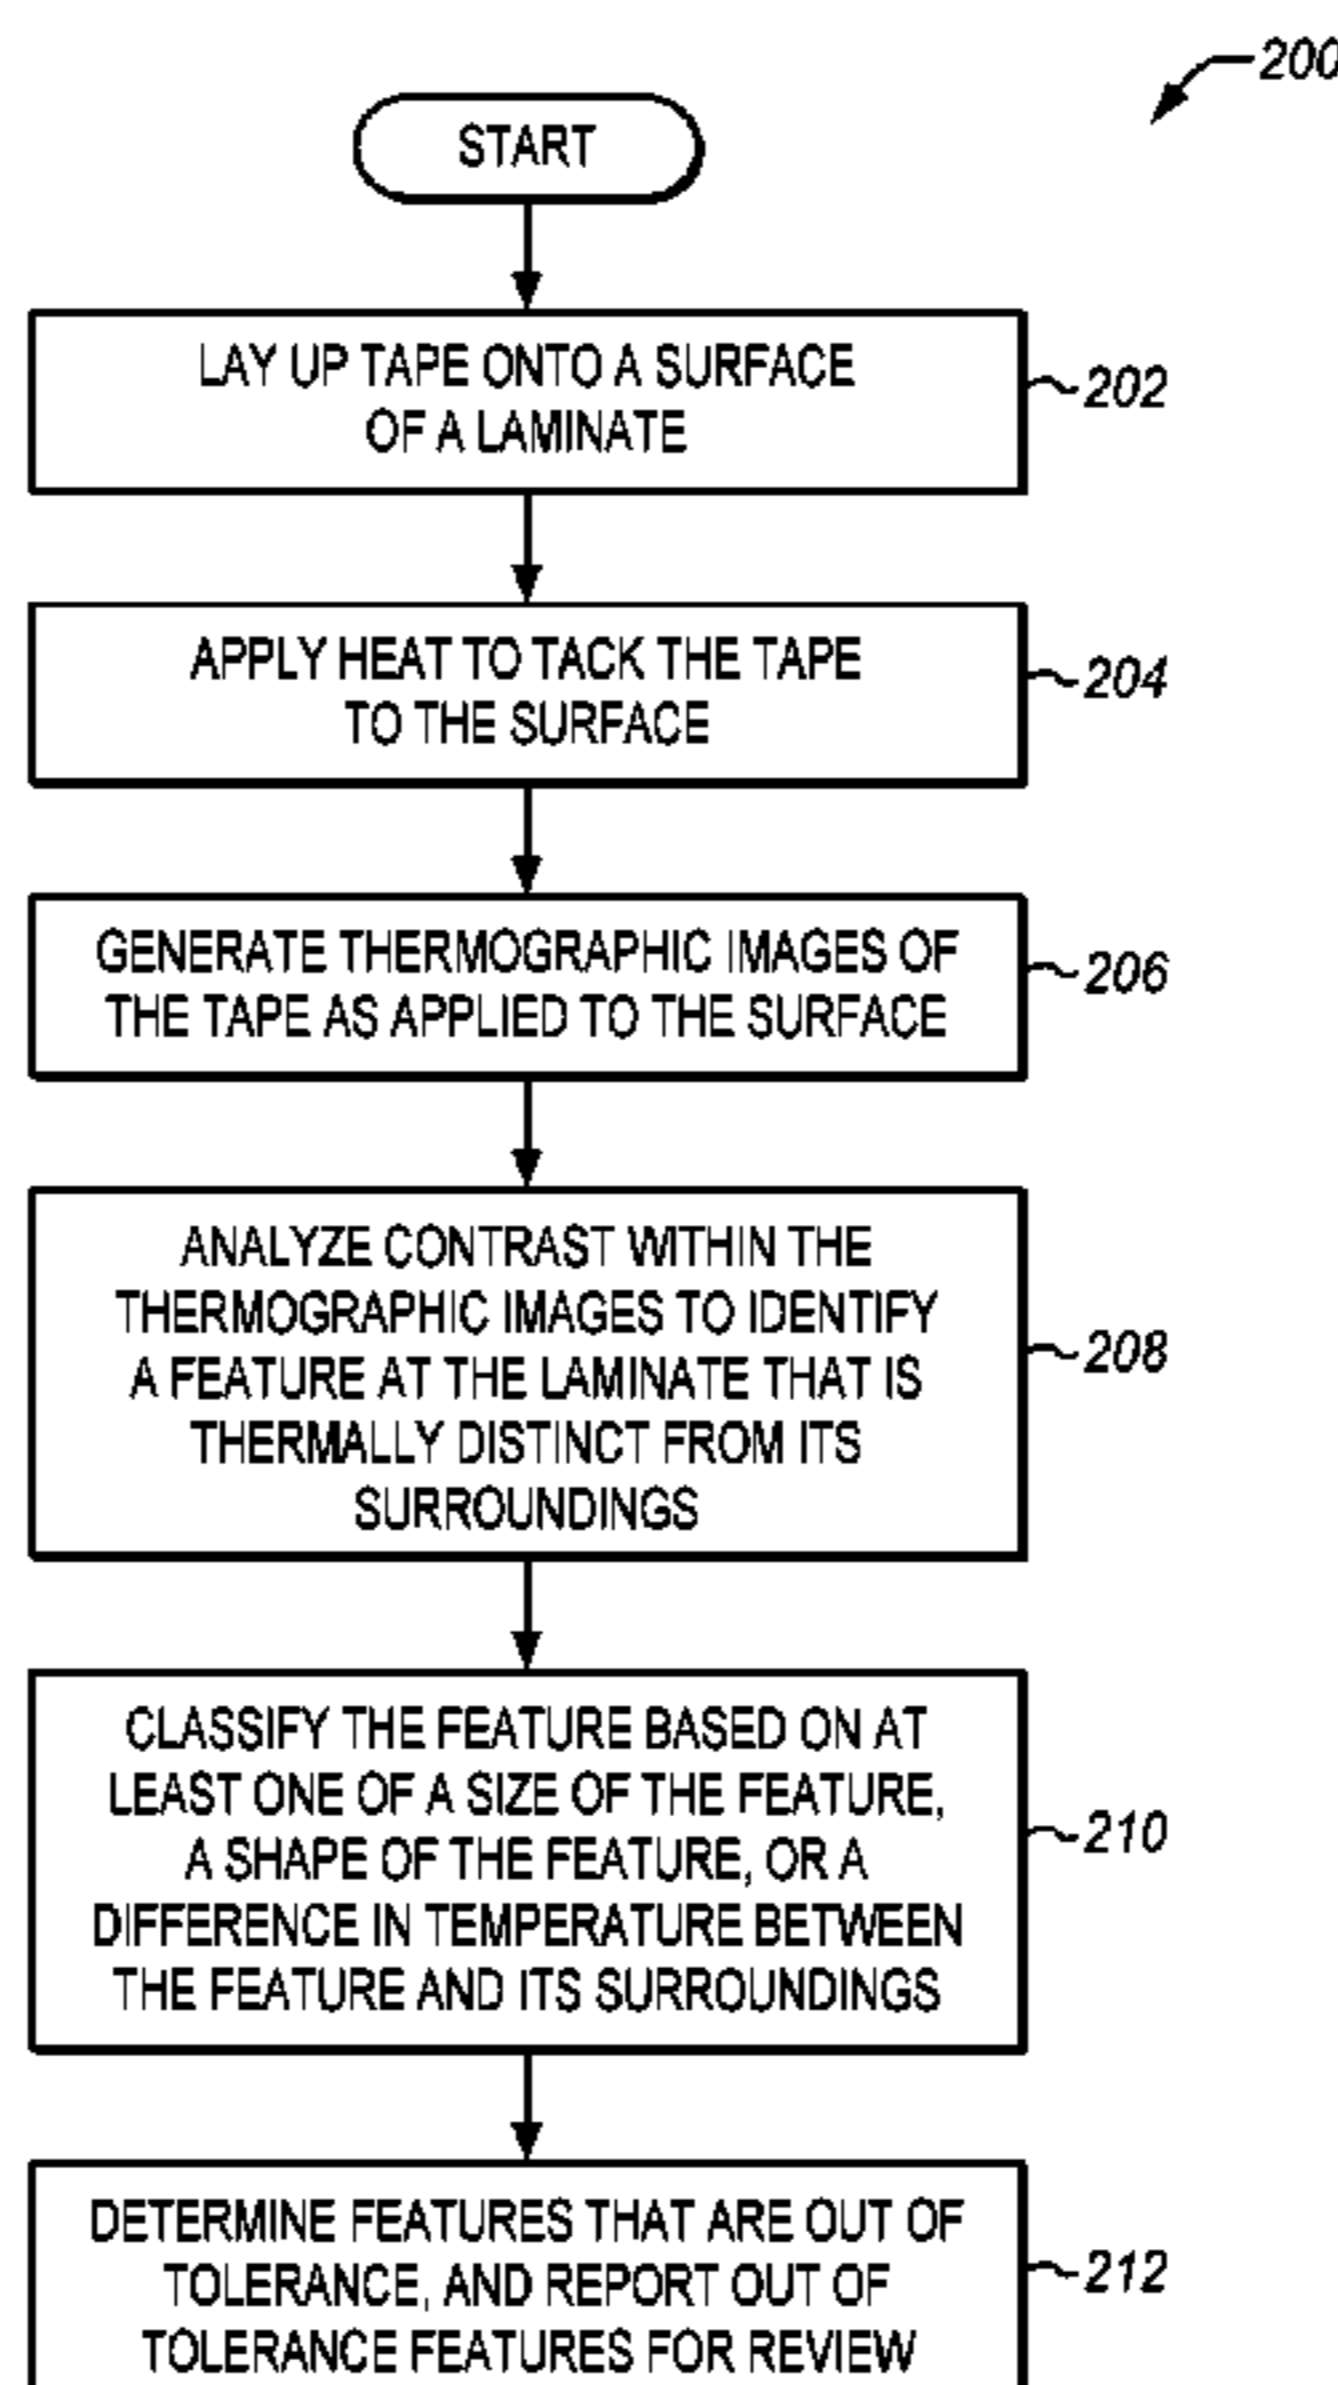 200
START
LAY UP TAPE ONTO A SURFACE
OF A LAMINATE
202
APPLY HEAT TO TACK THE TAPE
TO THE SURFACE
204
GENERATE THERMOGRAPHIC IMAGES OF
THE TAPE AS APPLIED TO THE SURFACE
206
ANALYZE CONTRAST WITHIN THE
THERMOGRAPHIC IMAGES TO IDENTIFY
A FEATURE AT THE LAMINATE THAT IS
THERMALLY DISTINCT FROM ITS
SURROUNDINGS
208
CLASSIFY THE FEATURE BASED ON AT
LEAST ONE OF A SIZE OF THE FEATURE,
A SHAPE OF THE FEATURE, OR A
DIFFERENCE IN TEMPERATURE BETWEEN
THE FEATURE AND ITS SURROUNDINGS
210
DETERMINE FEATURES THAT ARE OUT OF
TOLERANCE, AND REPORT OUT OF
TOLERANCE FEATURES FOR REVIEW
212